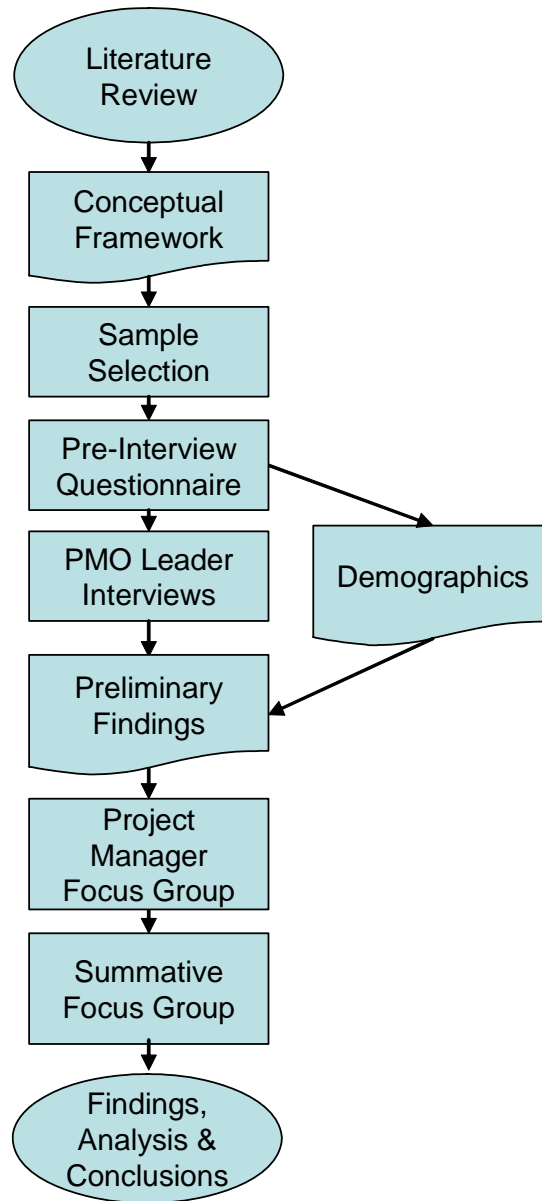 Literature
Review
Conceptual
Framework
Sample
Selection
Pre-Interview
Questionnaire
PMO Leader
Interviews
Demographics
Preliminary
Findings
Project
Manager
Focus Group
Summative
Focus Group
Findings,
Analysis &
Conclusions